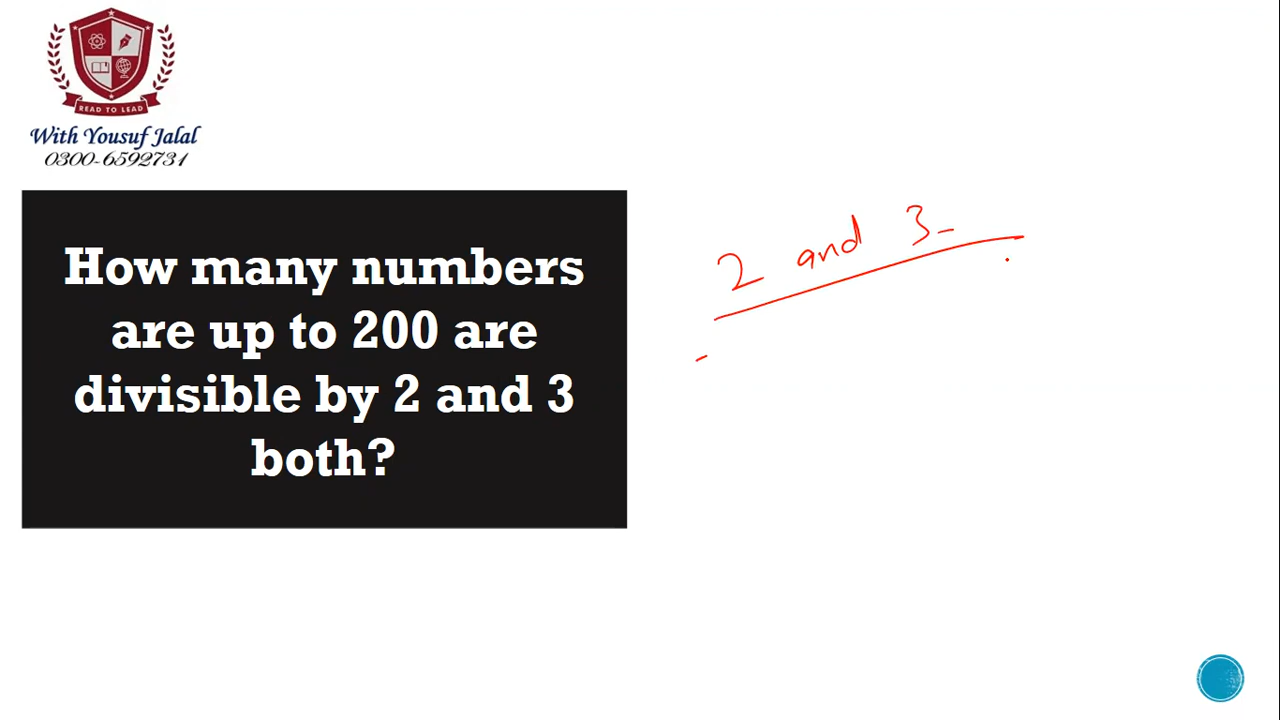 READ TO LEAD
With Yousuf Jalal
0300-6592731
How many numbers
are up to 200 are
divisible by 2 and 3
both?
2 and 3